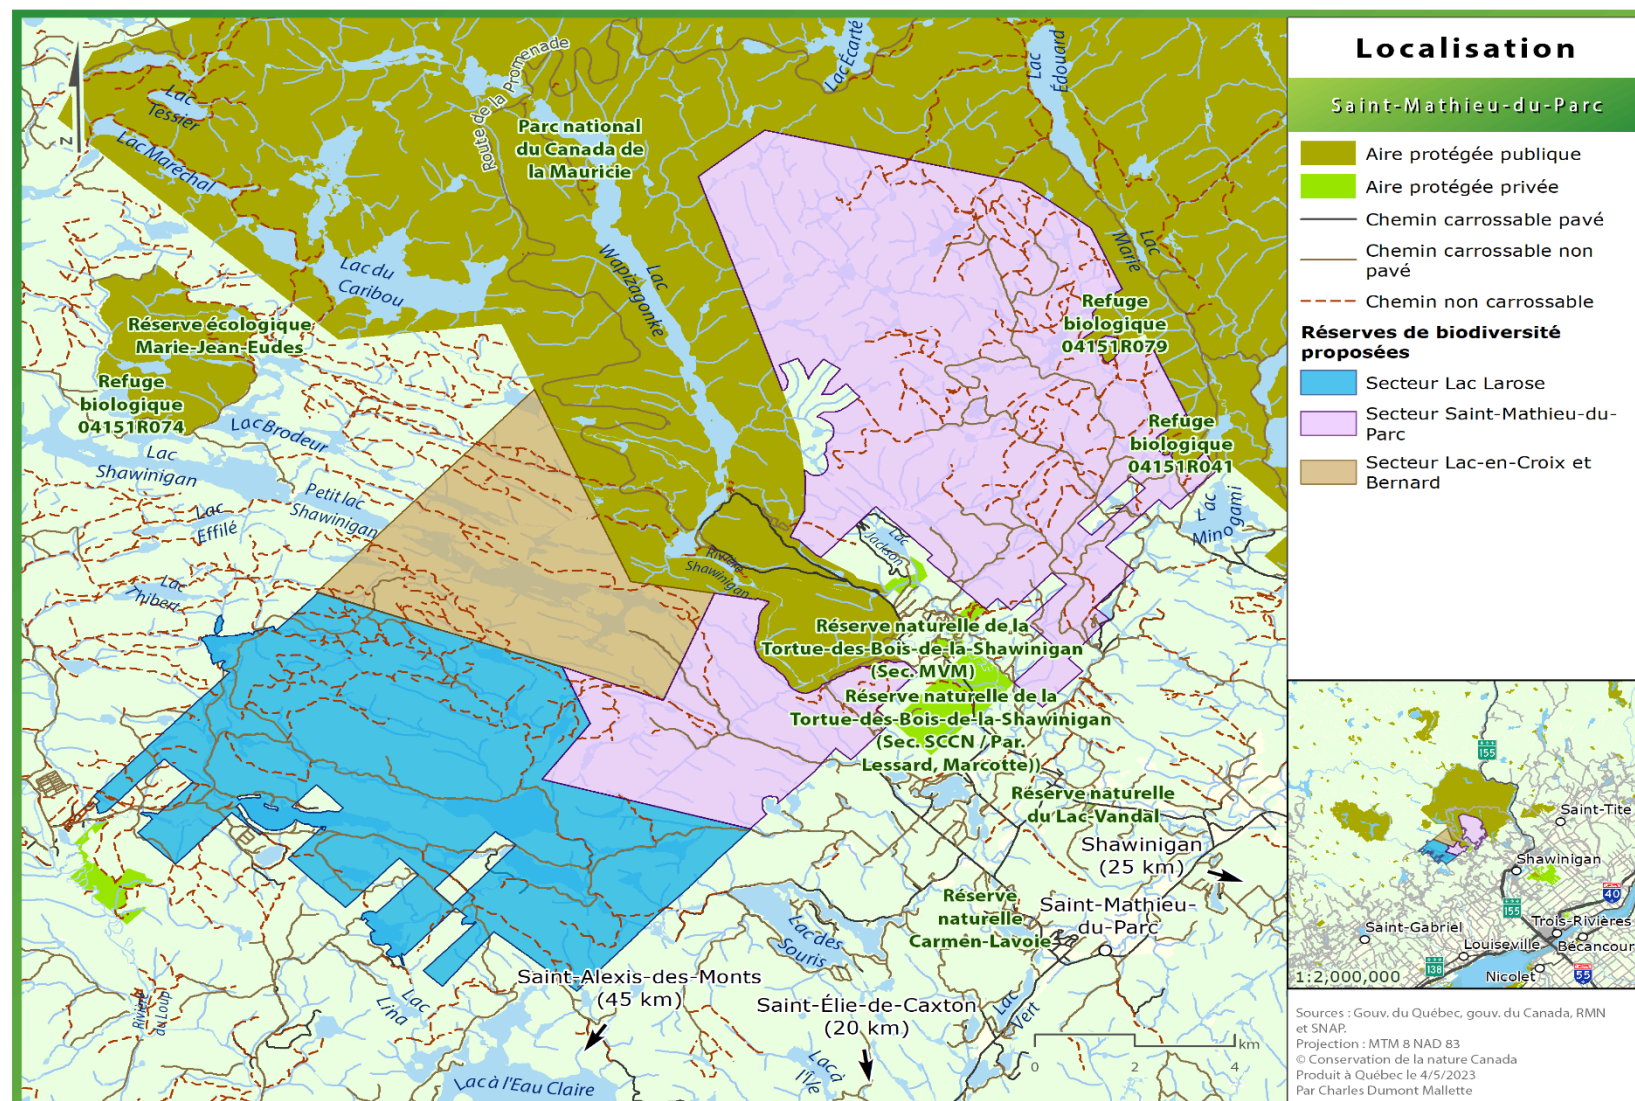 Localisation
Saint-Mathieu-du-Parc
Aire protégée publique
Aire protégée privée
Chemin carrossable pavé
Chemin carrossable non
pavé
Chemin non carrossable
Réserves de biodiversité
proposées
Secteur Lac Larose
Secteur Saint-Mathieu-du-
Parc
Secteur Lac-en-Croix et
Bernard
N
Lac
Tessier
Lac Maréchal
Route de la Promenade
Lac Écarté
Lac
Édouard
Parc national
du Canada de
la Mauricie
Lac du
Caribou
Lac
Wapizagonke
Lac
Marie
Réserve écologique
Marie-Jean-Eudes
Refuge
biologique
04151R074
Refuge
biologique
04151R079
Refuge
biologique
04151R041
Lac Brodeur
Lac
Shawinigan
Petit lac
Shawinigan
Lac
Effilé
Lac
Thibert
Lac
Minogami
Lac
Jackson
Rivière
Shawinigan
Réserve naturelle de la
Tortue-des-Bois-de-la-Shawinigan
(Sec. MVM)
Réserve naturelle de la
Tortue-des-Bois-de-la-Shawinigan
(Sec. SCCN / Par.
Lessard, Marcotte))
Réserve naturelle
du Lac-Vandal
Shawinigan
(25 km)
Réserve
naturelle
Carmen-Lavoie
Saint-Mathieu-
du-Parc
Lac des
Souris
Saint-Alexis-des-Monts
(45 km)
Saint-Élie-de-Caxton
(20 km)
Lac
Vert
Lac
Lina
Rivière
du Loup
Lac à l'Eau Claire
Lac à
l'Île
km
0 2 4
155
Saint-Tite
Shawinigan
40
155
Trois-Rivières
Saint-Gabriel
Louiseville
Bécancour
138
Nicolet
55
1:2,000,000
Sources : Gouv. du Québec, gouv. du Canada, RMN
et SNAP.
Projection : MTM 8 NAD 83
© Conservation de la nature Canada
Produit à Québec le 4/5/2023
Par Charles Dumont Mallette